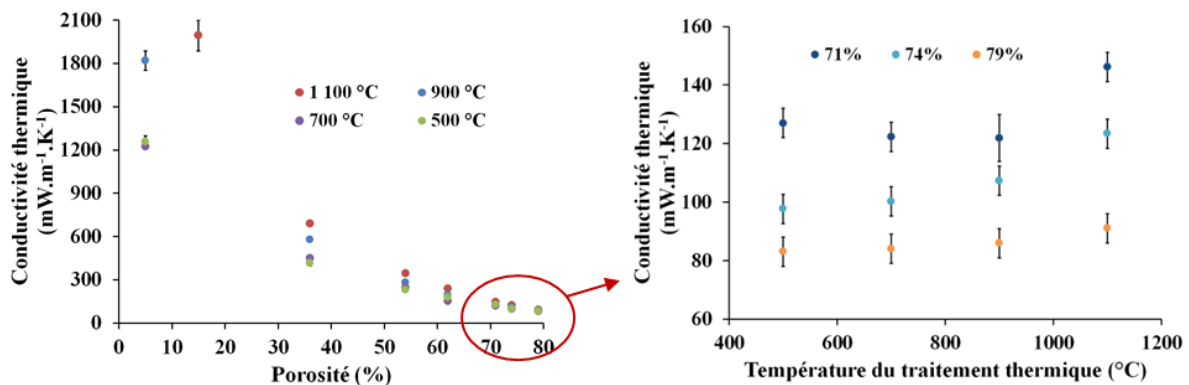 Conductivité thermique
(mW.m⁻¹.K⁻¹)
2100
1800
1500
1200
900
600
300
0
1 100 °C
900 °C
700 °C
500 °C
0 10 20 30 40 50 60 70 80
Porosité (%)
Conductivité thermique
(mW.m⁻¹.K⁻¹)
160
140
120
100
80
60
71%
74%
79%
400 600 800 1000 1200
Température du traitement thermique (°C)